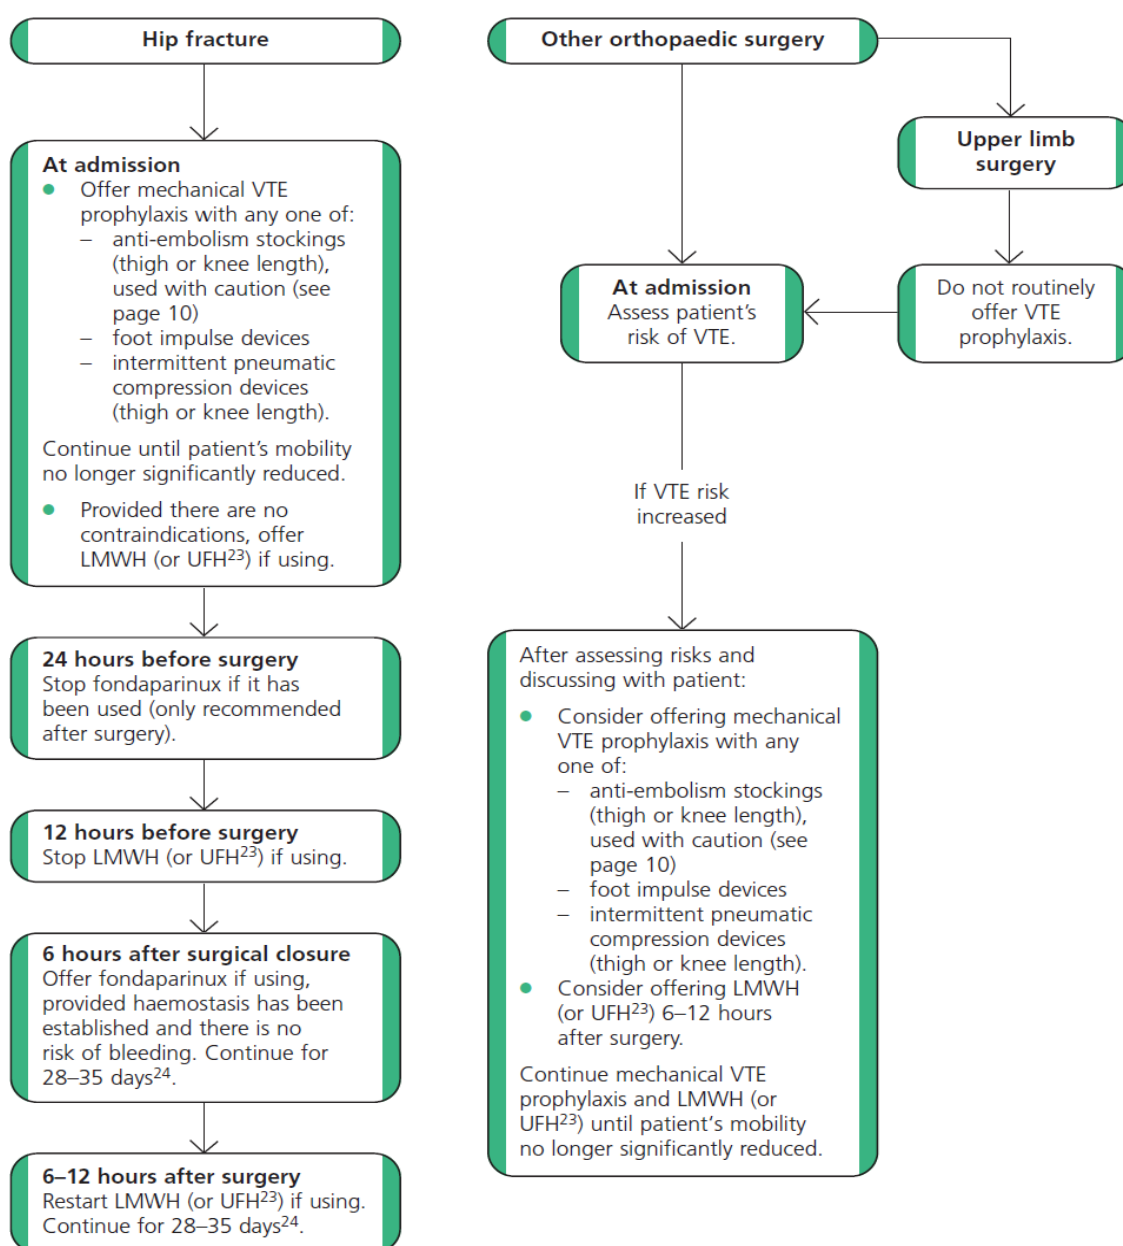 Hip fracture
At admission
● Offer mechanical VTE
prophylaxis with any one of:
– anti-embolism stockings
(thigh or knee length),
used with caution (see
page 10)
– foot impulse devices
– intermittent pneumatic
compression devices
(thigh or knee length).
Continue until patient’s mobility
no longer significantly reduced.
● Provided there are no
contraindications, offer
LMWH (or UFH23) if using.
24 hours before surgery
Stop fondaparinux if it has
been used (only recommended
after surgery).
12 hours before surgery
Stop LMWH (or UFH23) if using.
6 hours after surgical closure
Offer fondaparinux if using,
provided haemostasis has been
established and there is no
risk of bleeding. Continue for
28–35 days24.
6–12 hours after surgery
Restart LMWH (or UFH23) if using.
Continue for 28–35 days24.
Other orthopaedic surgery
Upper limb
surgery
Do not routinely
offer VTE
prophylaxis.
At admission
Assess patient’s
risk of VTE.
If VTE risk
increased
After assessing risks and
discussing with patient:
● Consider offering mechanical
VTE prophylaxis with any
one of:
– anti-embolism stockings
(thigh or knee length),
used with caution (see
page 10)
– foot impulse devices
– intermittent pneumatic
compression devices
(thigh or knee length).
● Consider offering LMWH
(or UFH23) 6–12 hours
after surgery.
Continue mechanical VTE
prophylaxis and LMWH (or
UFH23) until patient’s mobility
no longer significantly reduced.